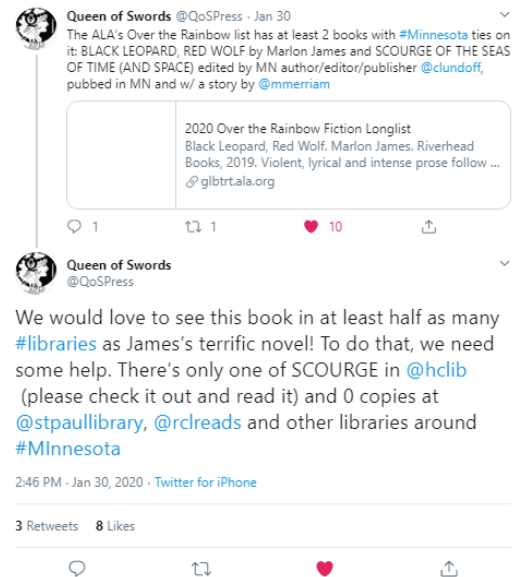 Queen of Swords @QoSPress · Jan 30
The ALA's Over the Rainbow list has at least 2 books with #Minnesota ties on
it: BLACK LEOPARD, RED WOLF by Marlon James and SCOURGE OF THE SEAS
OF TIME (AND SPACE) edited by MN author/editor/publisher @clundoff,
pubbed in MN and w/ a story by @mmerriam
2020 Over the Rainbow Fiction Longlist
Black Leopard, Red Wolf. Marlon James. Riverhead
Books, 2019. Violent, lyrical and intense prose follow ...
glbtrt.ala.org
1 1 10
Queen of Swords
@QoSPress
We would love to see this book in at least half as many
#libraries as James's terrific novel! To do that, we need
some help. There's only one of SCOURGE in @hclib
(please check it out and read it) and 0 copies at
@stpaullibrary, @rclreads and other libraries around
#MInnesota
2:46 PM · Jan 30, 2020 · Twitter for iPhone
3 Retweets 8 Likes